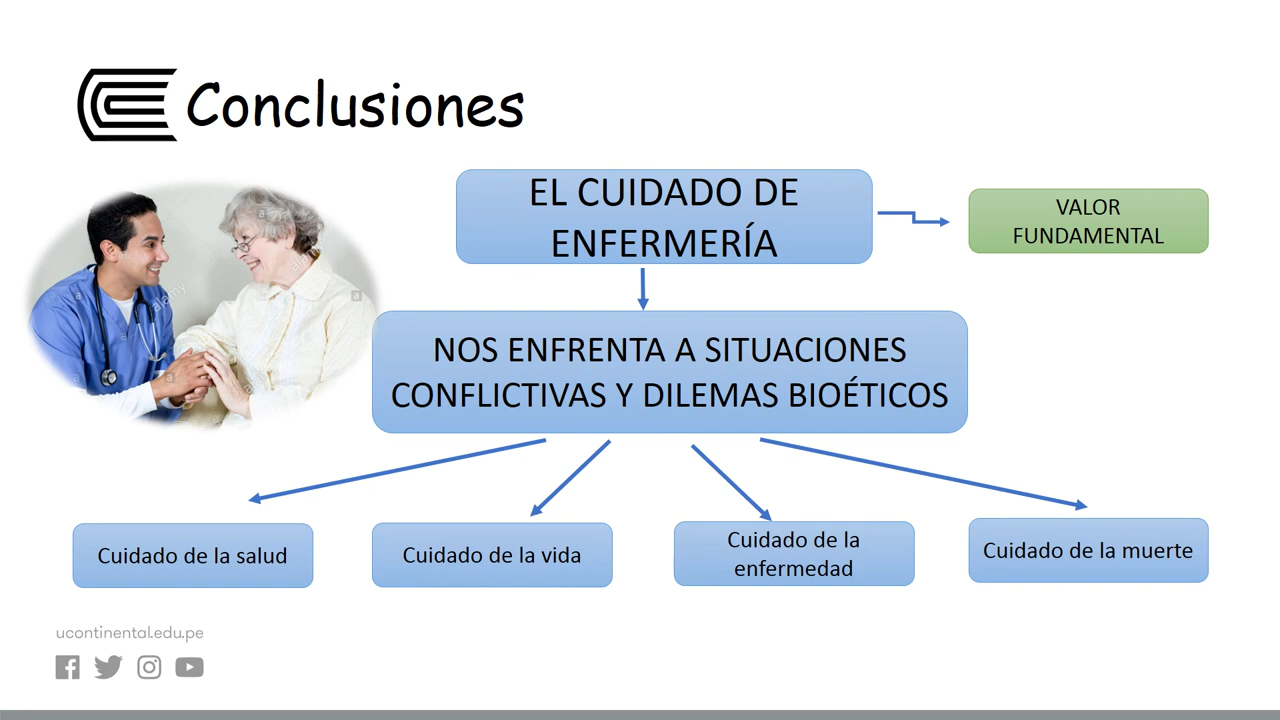 Conclusiones
EL CUIDADO DE
ENFERMERÍA
VALOR
FUNDAMENTAL
NOS ENFRENTA A SITUACIONES
CONFLICTIVAS Y DILEMAS BIOÉTICOS
Cuidado de la salud
Cuidado de la vida
Cuidado de la
enfermedad
Cuidado de la muerte
ucontinental.edu.pe
alamy